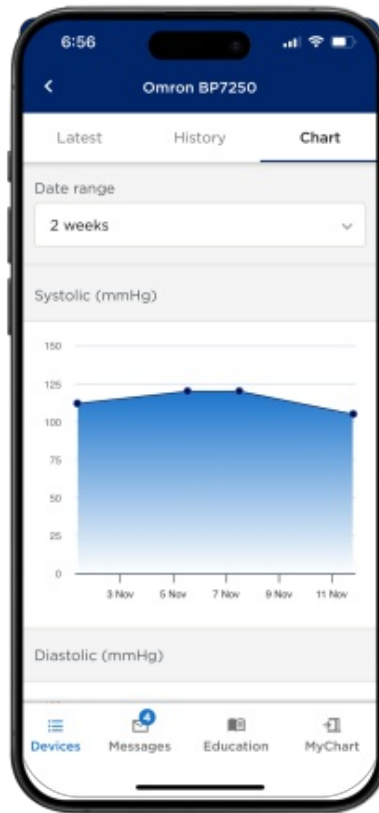 6:56
Omron BP7250
Latest History Chart
Date range
2 weeks
Systolic (mmHg)
150
125
100
75
50
25
0
3 Nov 5 Nov 7 Nov 9 Nov 11 Nov
Diastolic (mmHg)
4
Devices Messages Education MyChart